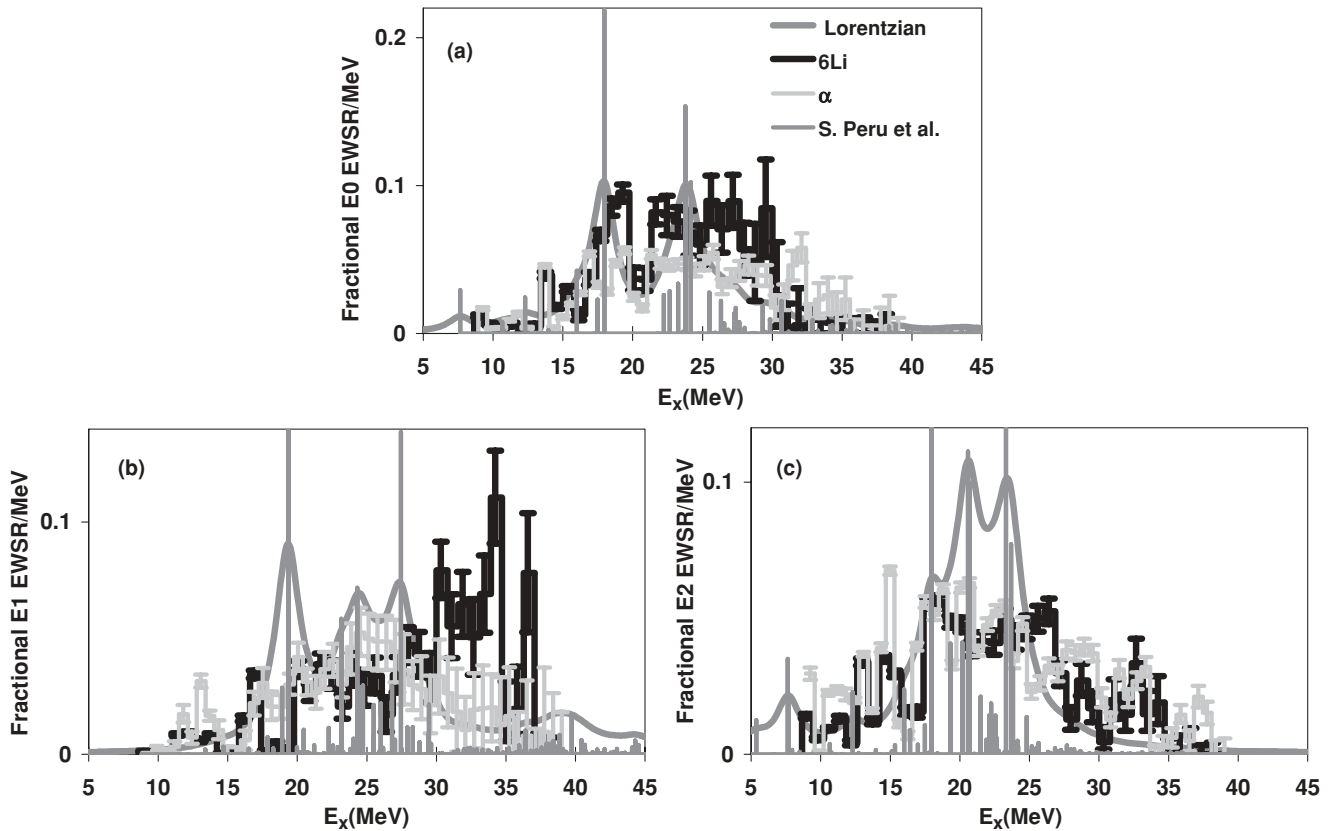 (a)
Lorentzian
6Li
α
S. Peru et al.
Fractional E0 EWSR/MeV
0.2
0.1
0
5 10 15 20 25 30 35 40 45
Eₓ(MeV)
(b)
Fractional E1 EWSR/MeV
0.1
0
5 10 15 20 25 30 35 40 45
Eₓ(MeV)
(c)
Fractional E2 EWSR/MeV
0.1
0
5 10 15 20 25 30 35 40 45
Eₓ(MeV)